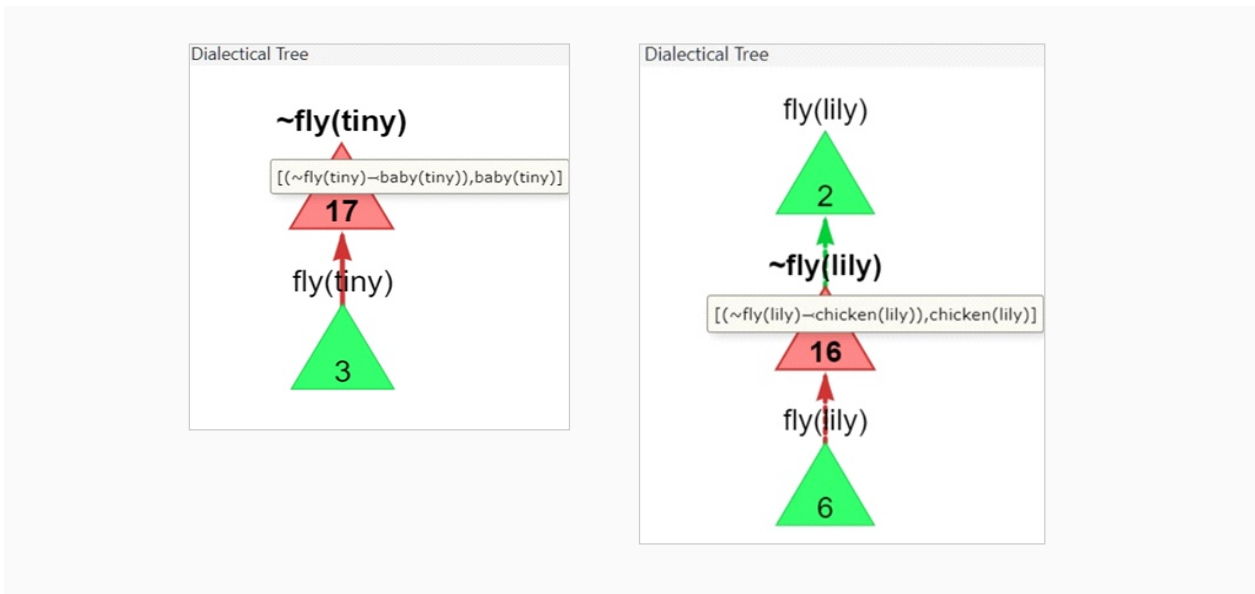 Dialectical Tree
~fly(tiny)
[(~fly(tiny)⤙baby(tiny)),baby(tiny)]
17
fly(tiny)
3
Dialectical Tree
fly(lily)
2
~fly(lily)
[(~fly(lily)⤙chicken(lily)),chicken(lily)]
16
fly(lily)
6